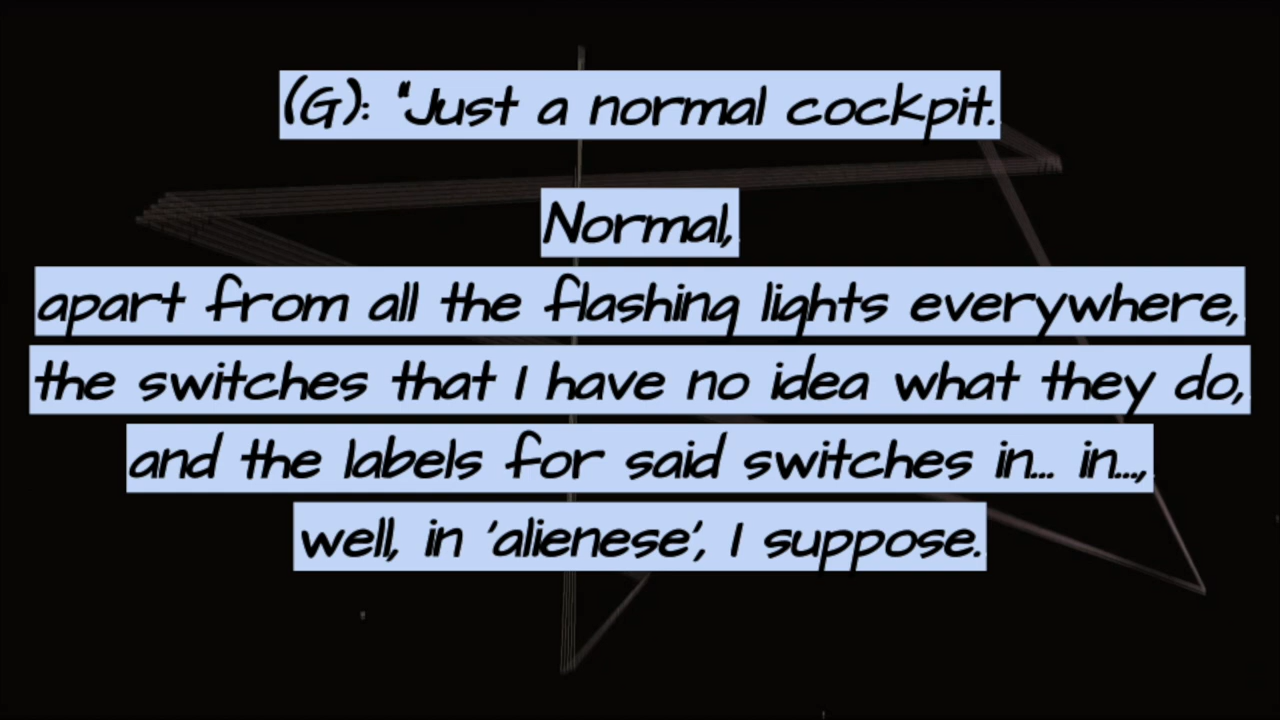 (G): "Just a normal cockpit.
Normal,
apart from all the flashing lights everywhere,
the switches that I have no idea what they do,
and the labels for said switches in... in...,
well, in 'alienese', I suppose.